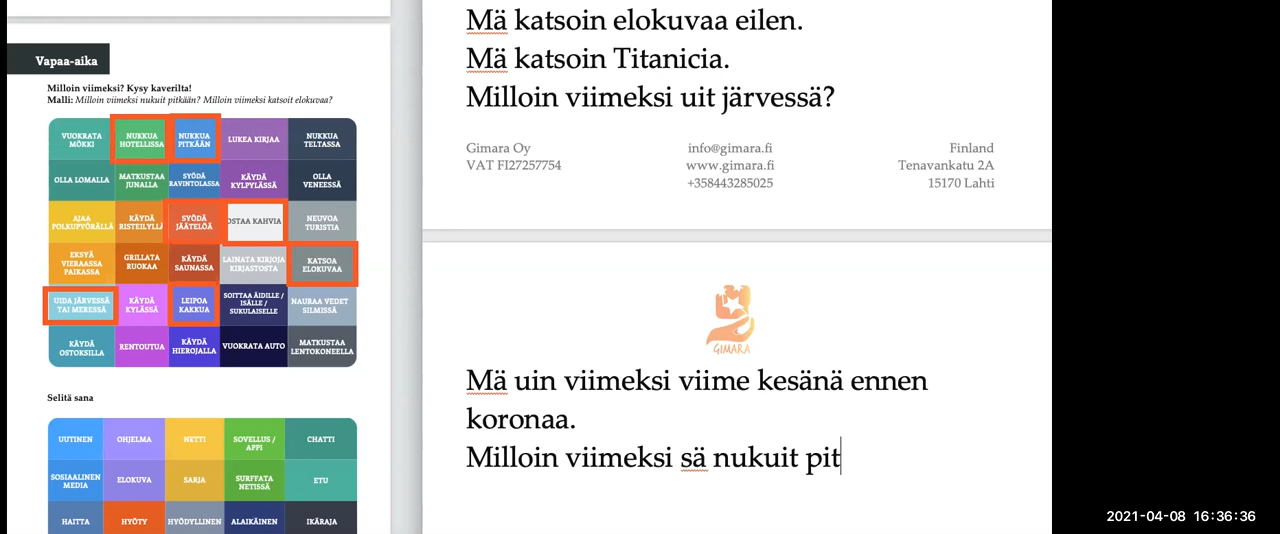 Vapaa-aika
Milloin viimeksi? Kysy kaverilta!
Malli: Milloin viimeksi nukuit pitkään? Milloin viimeksi katsoit elokuvaa?
VUOKRATA MÖKKI
NUKKUA HOTELLISSA
NUKKUA PITKÄÄN
LUKEA KIRJAA
NUKKUA TELTASSA
OLLA LOMALLA
MATKUSTAA JUNALLA
SYÖDÄ RAVINTOLASSA
KÄYDÄ KYLPYLÄSSÄ
OLLA VENEESSÄ
AJAA POLKUPYÖRÄLLÄ
KÄYDÄ RISTEILYLLÄ
SYÖDÄ JÄÄTELÖÄ
OSTAA KAHVIA
NEUVOA TURISTIA
EKSYÄ VIERAASSA PAIKASSA
GRILLATA RUOKAA
KÄYDÄ SAUNASSA
LAINATA KIRJOJA KIRJASTOSTA
KATSOA ELOKUVAA
UIDA JÄRVESSÄ TAI MERESSÄ
KÄYDÄ KYLÄSSÄ
LEIPOA KAKKUA
SOITTAA ÄIDILLE / ISÄLLE / SUKULAISELLE
NAURAA VEDET SILMISSÄ
KÄYDÄ OSTOKSILLA
RENTOUTUA
KÄYDÄ HIEROJALLA
VUOKRATA AUTO
MATKUSTAA LENTOKONEELLA
Selitä sana
UUTINEN
OHJELMA
NETTI
SOVELLUS / APPI
CHATTI
SOSIAALINEN MEDIA
ELOKUVA
SARJA
SURFFATA NETISSÄ
ETU
HAITTA
HYÖTY
HYÖDYLLINEN
ALAIKÄINEN
IKÄRAJA
Mä katsoin elokuvaa eilen.
Mä katsoin Titanicia.
Milloin viimeksi uit järvessä?
Gimara Oy
VAT FI27257754
info@gimara.fi
www.gimara.fi
+358443285025
Finland
Tenavankatu 2A
15170 Lahti
GIMARA
Mä uin viimeksi viime kesänä ennen
koronaa.
Milloin viimeksi sä nukuit pit
2021-04-08 16:36:36